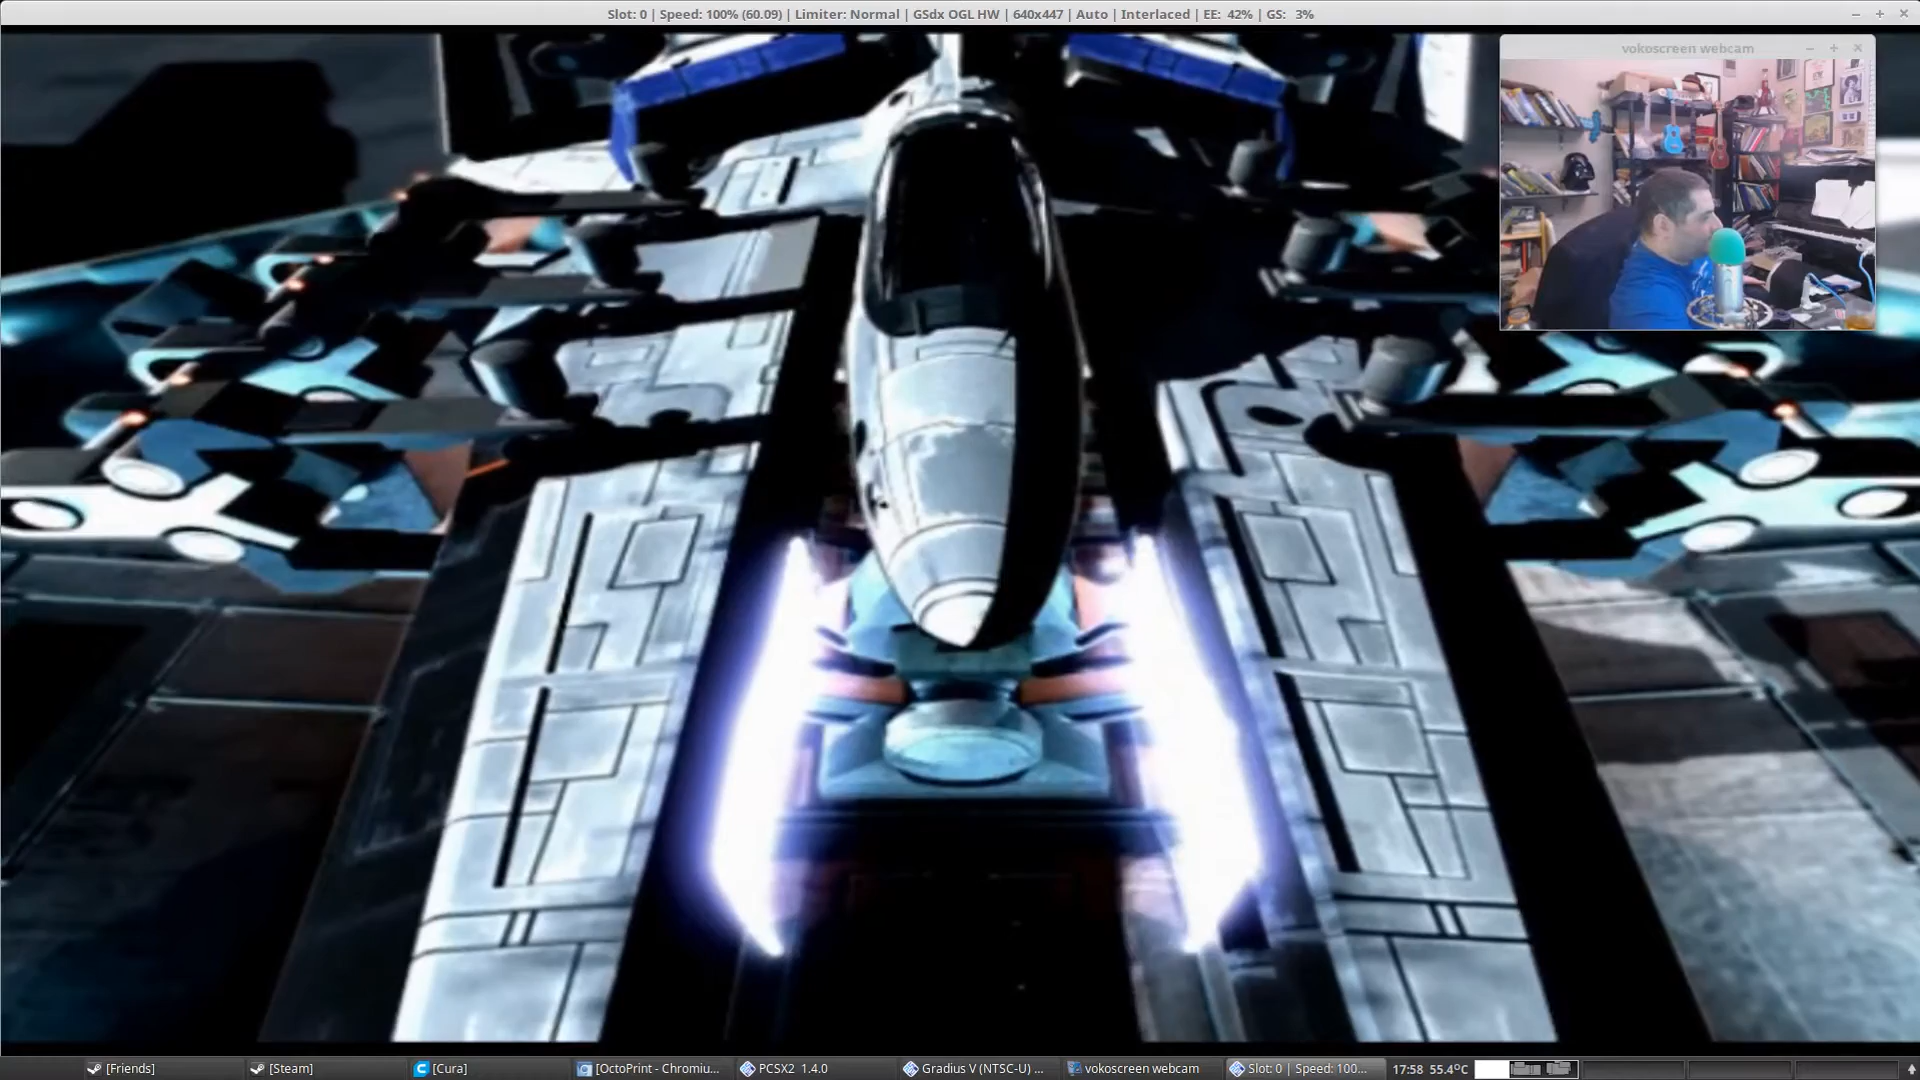 Slot: 0 | Speed: 100% (60.09) | Limiter: Normal | GSdx OGL HW | 640x447 | Auto | Interlaced | EE: 42% | GS: 3%
vokoscreen webcam
[Friends]
[Steam]
[Cura]
[OctoPrint - Chromiu...
PCSX2 1.4.0
Gradius V (NTSC-U) ...
vokoscreen webcam
Slot: 0 | Speed: 100...
17:58 55.4ºC